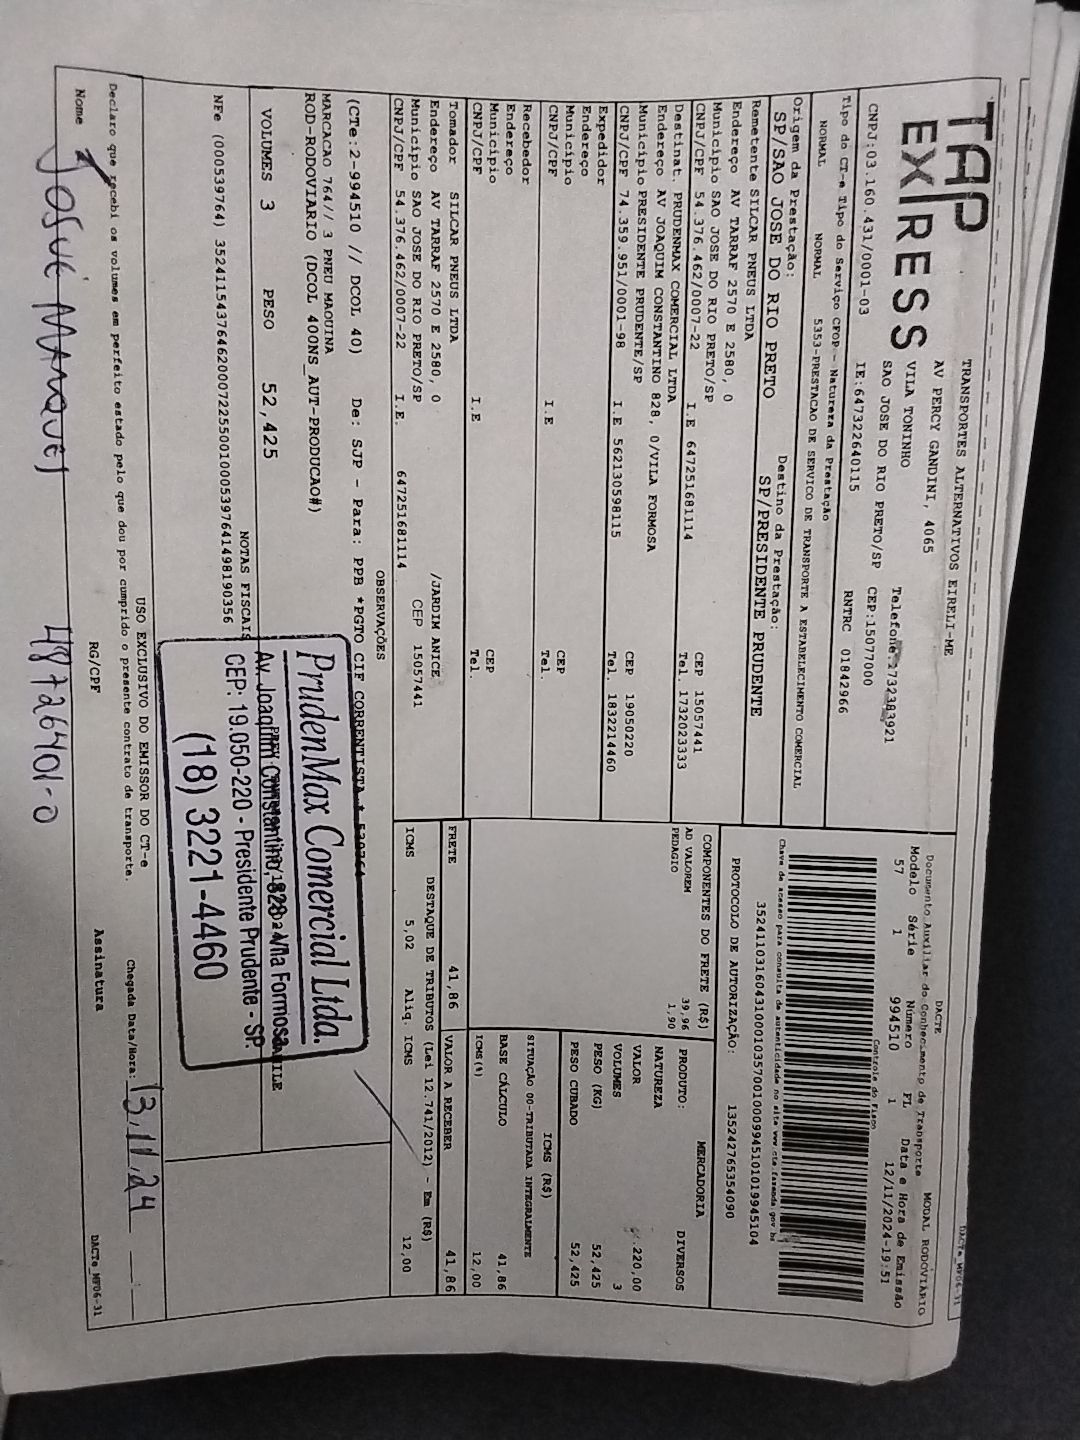 TAP EXPRESS
TRANSPORTES ALTERNATIVOS EIRELI-ME
AV PERCY GANDINI, 4065
VILA TONINHO
SAO JOSE DO RIO PRETO/SP CEP:15077000
Telefone:1732383921
CNPJ:03.160.431/0001-03 IE:647322640115 RNTRC 01842966
Tipo do CT-e Tipo do Serviço CFOP - Natureza da Prestação
NORMAL NORMAL 5353-PRESTACAO DE SERVICO DE TRANSPORTE A ESTABELECIMENTO COMERCIAL
Origem da Prestação: Destino da Prestação:
SP/SAO JOSE DO RIO PRETO SP/PRESIDENTE PRUDENTE
Remetente SILCAR PNEUS LTDA
Endereço AV TARRAF 2570 E 2580, 0
Município SAO JOSE DO RIO PRETO/SP CEP 15057441
CNPJ/CPF 54.376.462/0007-22 I.E 647251681114 Tel. 1732023333
Destinat. PRUDENMAX COMERCIAL LTDA
Endereço AV JOAQUIM CONSTANTINO 828, 0/VILA FORMOSA
Município PRESIDENTE PRUDENTE/SP CEP 19050220
CNPJ/CPF 74.359.951/0001-98 I.E 562130598115 Tel. 1832214460
Expedidor
Endereço
Município CEP
CNPJ/CPF I.E Tel.
Recebedor
Endereço
Município CEP
CNPJ/CPF I.E Tel.
Tomador SILCAR PNEUS LTDA
Endereço AV TARRAF 2570 E 2580, 0 /JARDIM ANICE
Município SAO JOSE DO RIO PRETO/SP CEP 15057441
CNPJ/CPF 54.376.462/0007-22 I.E. 647251681114
DACTE MODAL RODOVIÁRIO
Documento Auxiliar do Conhecimento de Transporte
Modelo Série Número FL Data e Hora de Emissão
57 1 994510 1 12/11/2024-19:51
Controle do Fisco
Chave de acesso para consulta de autenticidade no site www.cte.fazenda.gov.br
PROTOCOLO DE AUTORIZAÇÃO: 135242765354090
COMPONENTES DO FRETE (R$)
AD VALOREM 39,96
PEDAGIO 1,90
PRODUTO: MERCADORIA
NATUREZA DIVERSOS
VALOR
VOLUMES 3
PESO (KG) 52,425
PESO CUBADO 52,425
ICMS (R$)
SITUAÇÃO 00-TRIBUTADA INTEGRALMENTE
BASE CÁLCULO 41,86
ICMS(%) 12,00
FRETE 41,86 VALOR A RECEBER 41,86
DESTAQUE DE TRIBUTOS (Lei 12.741/2012) - Em (R$)
ICMS 5,02 Aliq. ICMS 12,00
OBSERVAÇÕES
(CTe:2-994510 // DCOL 40) De: SJP - Para: PPB *PGTO CIF CORRENTISTA *
MARCACAO 764// 3 PNEU MAQUINA
ROD-RODOVIARIO (DCOL 400NS_AUT-PRODUCAO#)
VOLUMES 3 PESO 52,425
NOTAS FISCAIS
PrudenMax Comercial Ltda.
Av. Joaquim Constantino, 828 - Vila Formosa
CEP: 19.050-220 - Presidente Prudente - SP
(18) 3221-4460
USO EXCLUSIVO DO EMISSOR DO CT-e
Declaro que recebi os volumes em perfeito estado pelo que dou por cumprido o presente contrato de transporte.
Chegada Data/Hora: 13.11.24
Nome RG/CPF Assinatura
48726401-0
DACTe_MF06-31